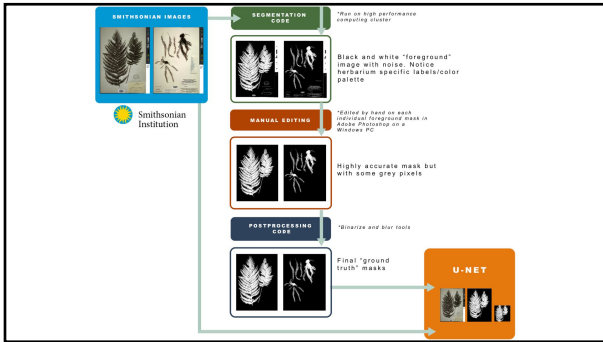 SMITHSONIAN IMAGES
SEGMENTATION
CODE
*Run on high performance
computing cluster
Black and white "foreground"
image with noise. Notice
herbarium specific labels/color
palette
Smithsonian
Institution
MANUAL EDITING
*Edited by hand on each
individual foreground mask in
Adobe Photoshop on a
Windows PC
Highly accurate mask but
with some grey pixels
POSTPROCESSING
CODE
*Binarize and blur tools
Final "ground
truth" masks
U-NET